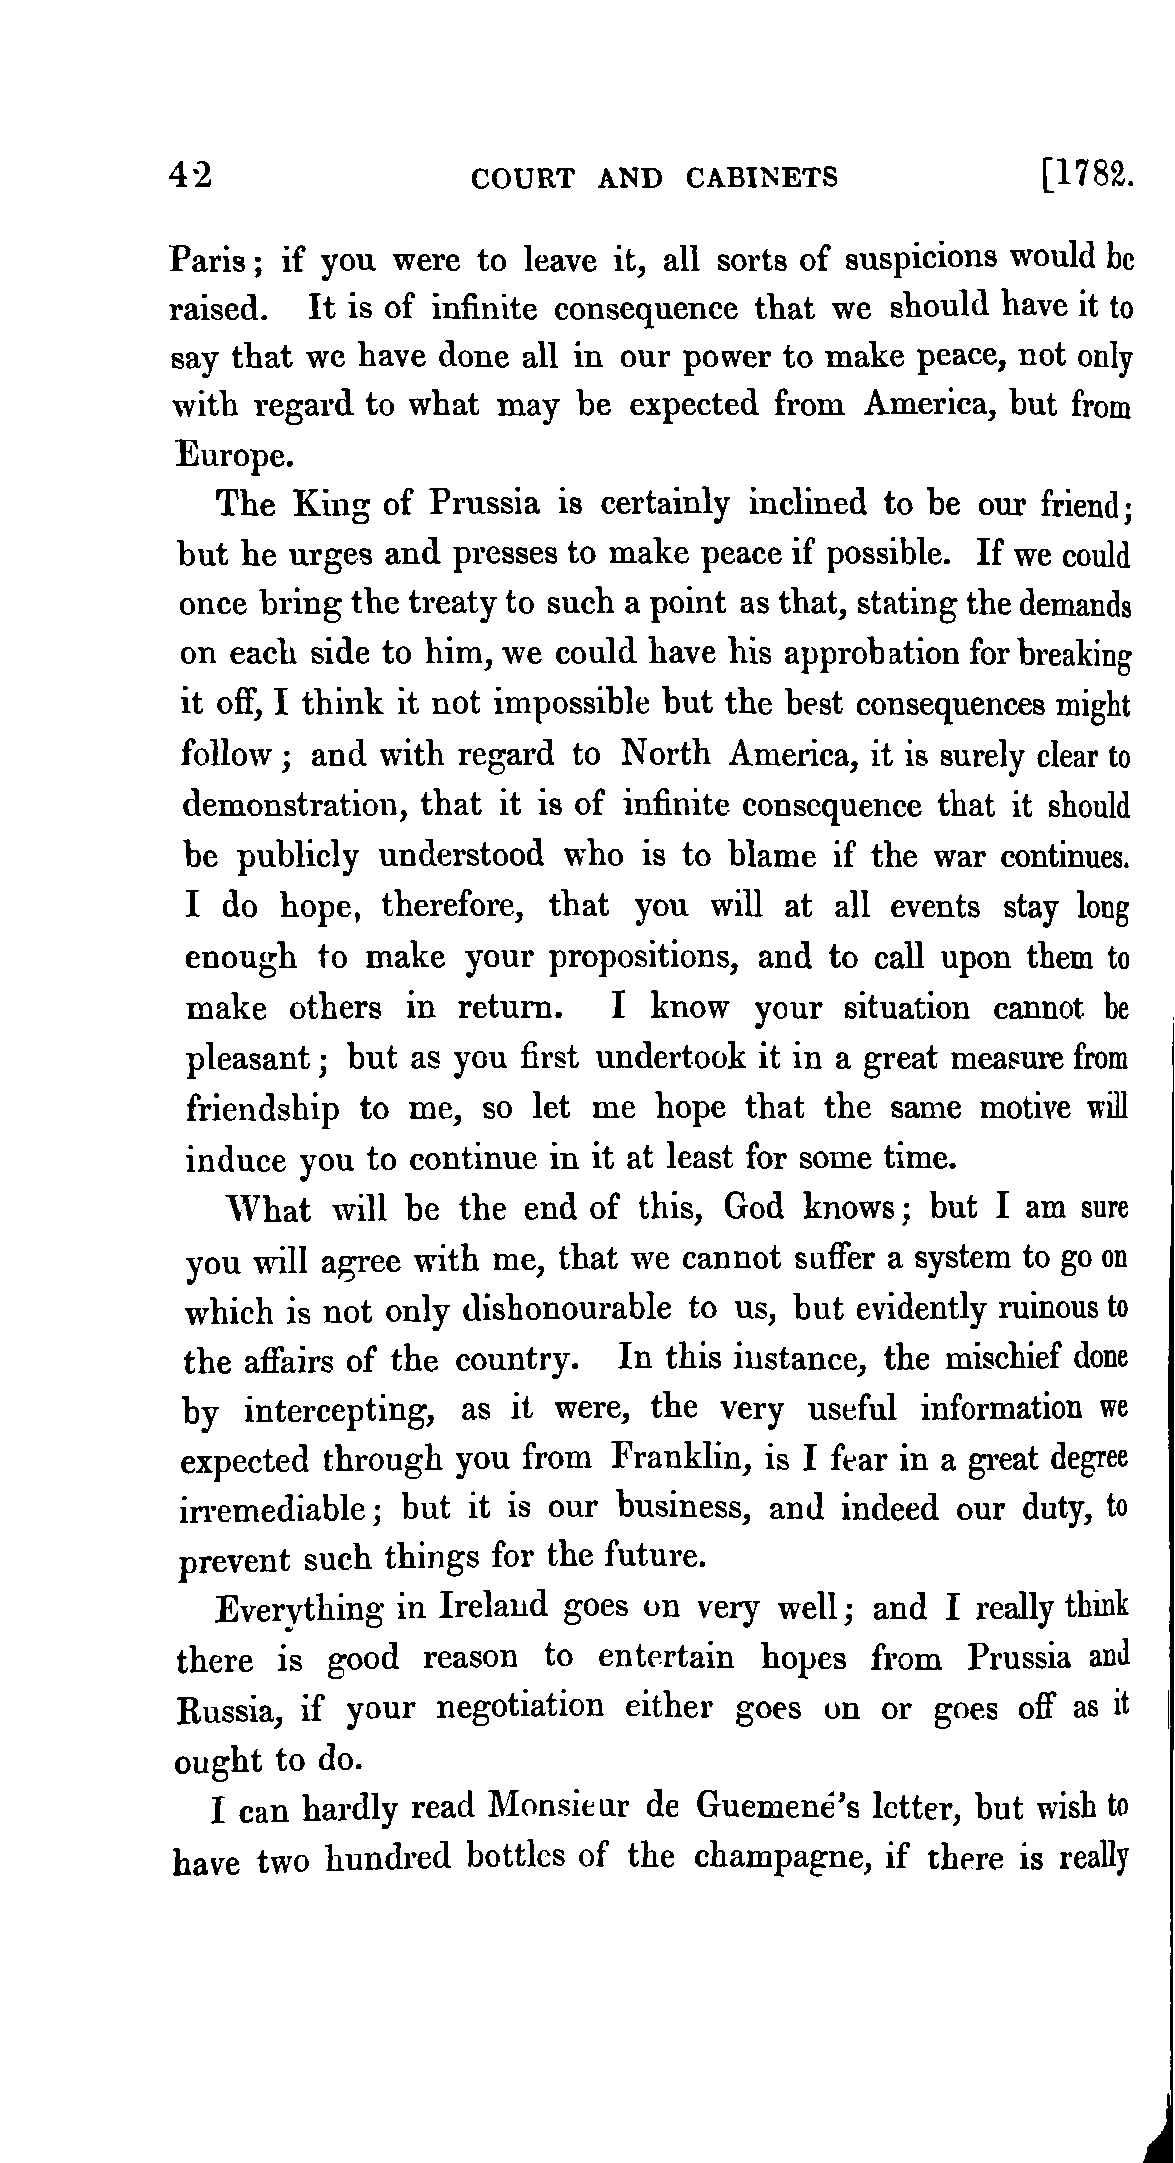 42 COURT AND CABINETS [1782.
Paris; if you were to leave it, all sorts of suspicions would be
raised. It is of infinite consequence that we should have it to
say that we have done all in our power to make peace, not only
with regard to what may be expected from America, but from
Europe.
The King of Prussia is certainly inclined to be our friend;
but he urges and presses to make peace if possible. If we could
once bring the treaty to such a point as that, stating the demands
on each side to him, we could have his approbation for breaking
it off, I think it not impossible but the best consequences might
follow; and with regard to North America, it is surely clear to
demonstration, that it is of infinite consequence that it should
be publicly understood who is to blame if the war continues.
I do hope, therefore, that you will at all events stay long
enough to make your propositions, and to call upon them to
make others in return. I know your situation cannot be
pleasant; but as you first undertook it in a great measure from
friendship to me, so let me hope that the same motive will
induce you to continue in it at least for some time.
What will be the end of this, God knows; but I am sure
you will agree with me, that we cannot suffer a system to go on
which is not only dishonourable to us, but evidently ruinous to
the affairs of the country. In this instance, the mischief done
by intercepting, as it were, the very useful information we
expected through you from Franklin, is I fear in a great degree
irremediable; but it is our business, and indeed our duty, to
prevent such things for the future.
Everything in Ireland goes on very well; and I really think
there is good reason to entertain hopes from Prussia and
Russia, if your negotiation either goes on or goes off as it
ought to do.
I can hardly read Monsieur de Guemené's letter, but wish to
have two hundred bottles of the champagne, if there is really